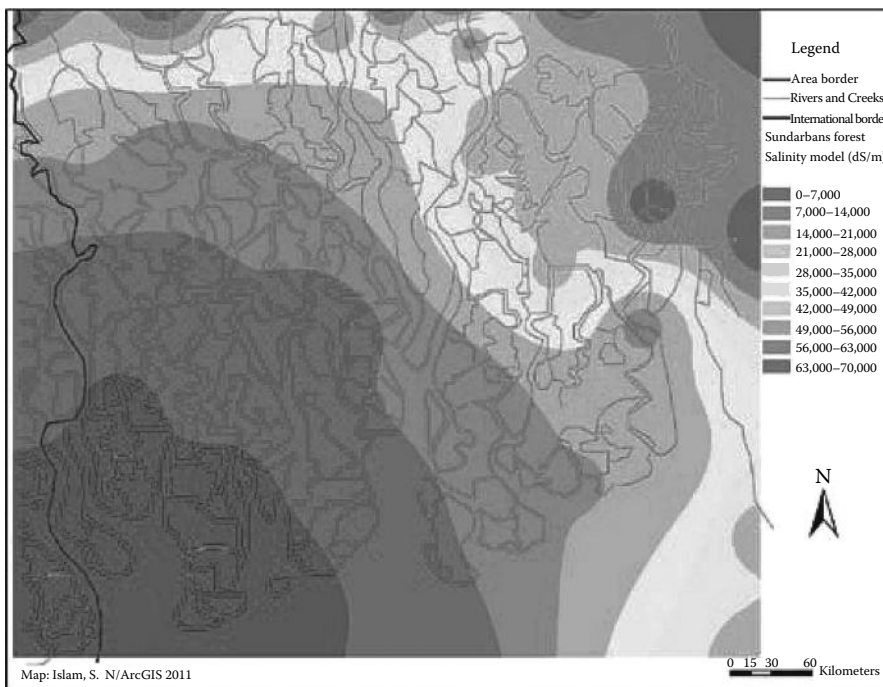 Legend
Area border
Rivers and Creeks
International borde
Sundarbans forest
Salinity model (dS/m
0–7,000
7,000–14,000
14,000–21,000
21,000–28,000
28,000–35,000
35,000–42,000
42,000–49,000
49,000–56,000
56,000–63,000
63,000–70,000
N
0 15 30 60
Kilometers
Map: Islam, S. N/ArcGIS 2011